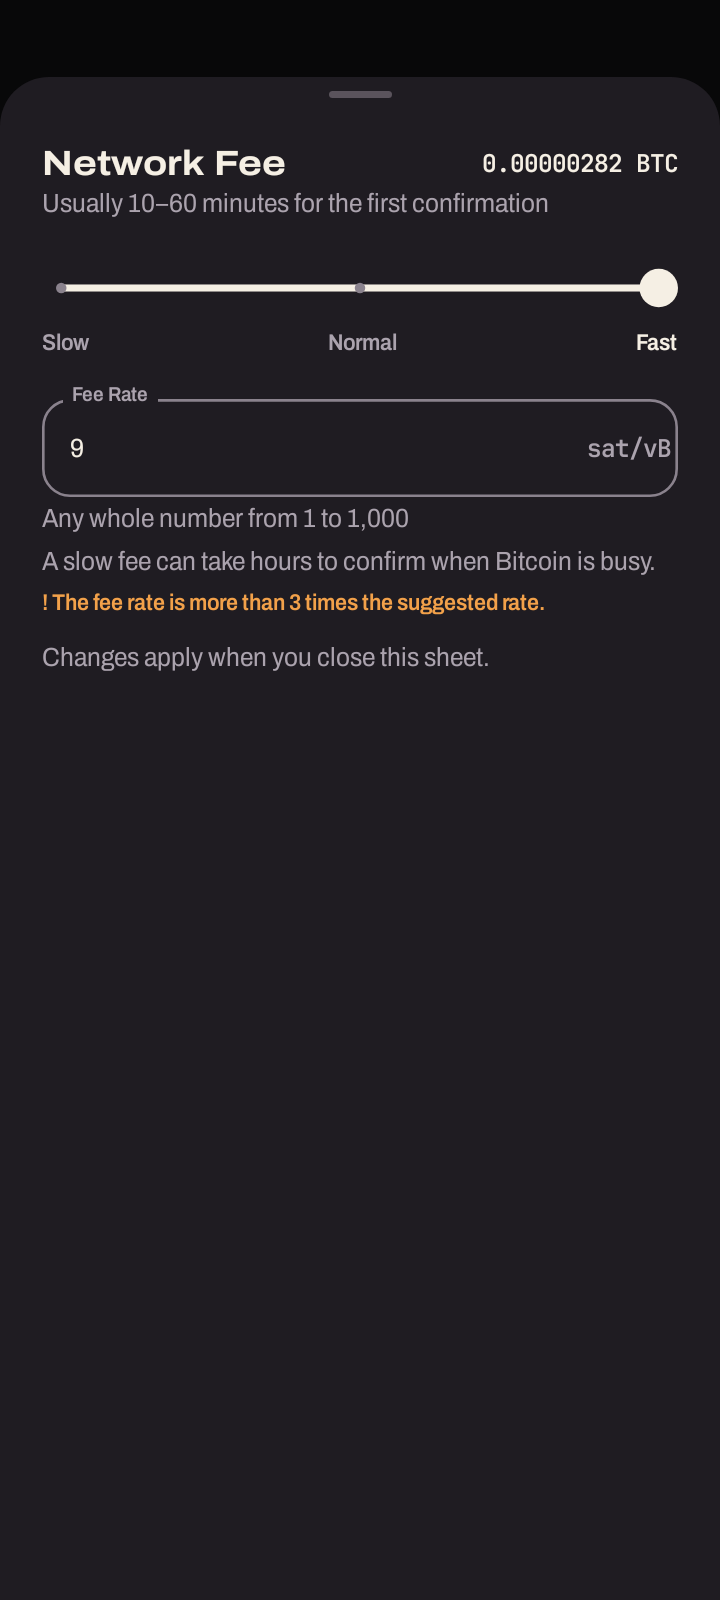 Network Fee 0.00000282 BTC
Usually 10–60 minutes for the first confirmation
Slow Normal Fast
Fee Rate
9 sat/vB
Any whole number from 1 to 1,000
A slow fee can take hours to confirm when Bitcoin is busy.
! The fee rate is more than 3 times the suggested rate.
Changes apply when you close this sheet.